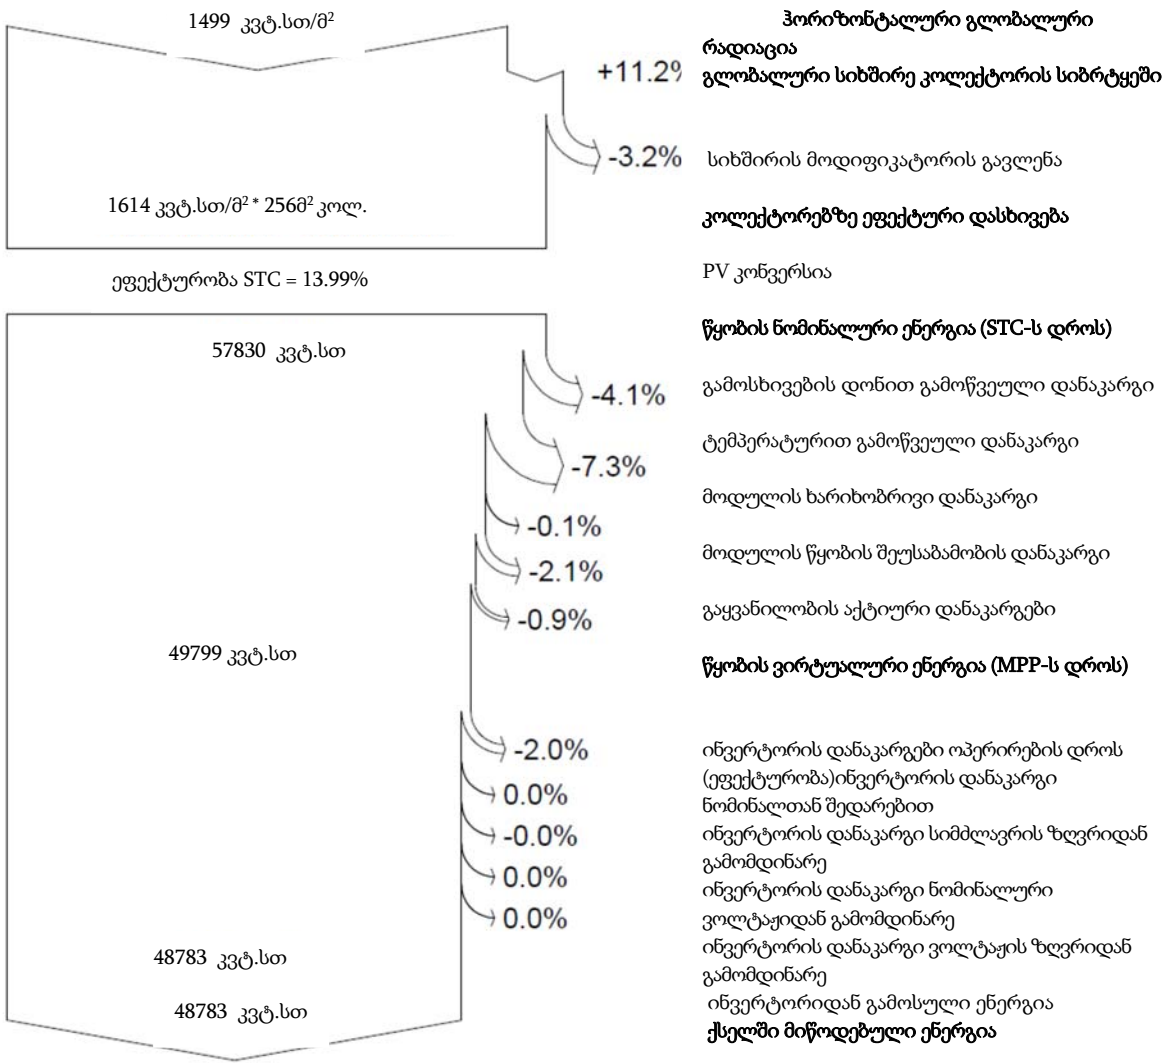 1499 კვტ.სთ/მ²
ჰორიზონტალური გლობალური
რადიაცია
+11.2%
გლობალური სიხშირე კოლექტორის სიბრტყეში
-3.2%
სიხშირის მოდიფიკატორის გავლენა
1614 კვტ.სთ/მ² * 256მ² კოლ.
კოლექტორებზე ეფექტური დასხივება
ეფექტურობა STC = 13.99%
PV კონვერსია
წყობის ნომინალური ენერგია (STC-ს დროს)
57830 კვტ.სთ
-4.1%
გამოსხივების დონით გამოწვეული დანაკარგი
ტემპერატურით გამოწვეული დანაკარგი
-7.3%
მოდულის ხარიხობრივი დანაკარგი
-0.1%
მოდულის წყობის შეუსაბამობის დანაკარგი
-2.1%
გაყვანილობის აქტიური დანაკარგები
-0.9%
49799 კვტ.სთ
წყობის ვირტუალური ენერგია (MPP-ს დროს)
-2.0%
ინვერტორის დანაკარგები ოპერირების დროს
(ეფექტურობა)ინვერტორის დანაკარგი
0.0%
ნომინალთან შედარებით
-0.0%
ინვერტორის დანაკარგი სიმძლავრის ზღვრიდან
გამომდინარე
0.0%
ინვერტორის დანაკარგი ნომინალური
ვოლტაჟიდან გამომდინარე
0.0%
ინვერტორის დანაკარგი ვოლტაჟის ზღვრიდან
გამომდინარე
48783 კვტ.სთ
ინვერტორიდან გამოსული ენერგია
48783 კვტ.სთ
ქსელში მიწოდებული ენერგია